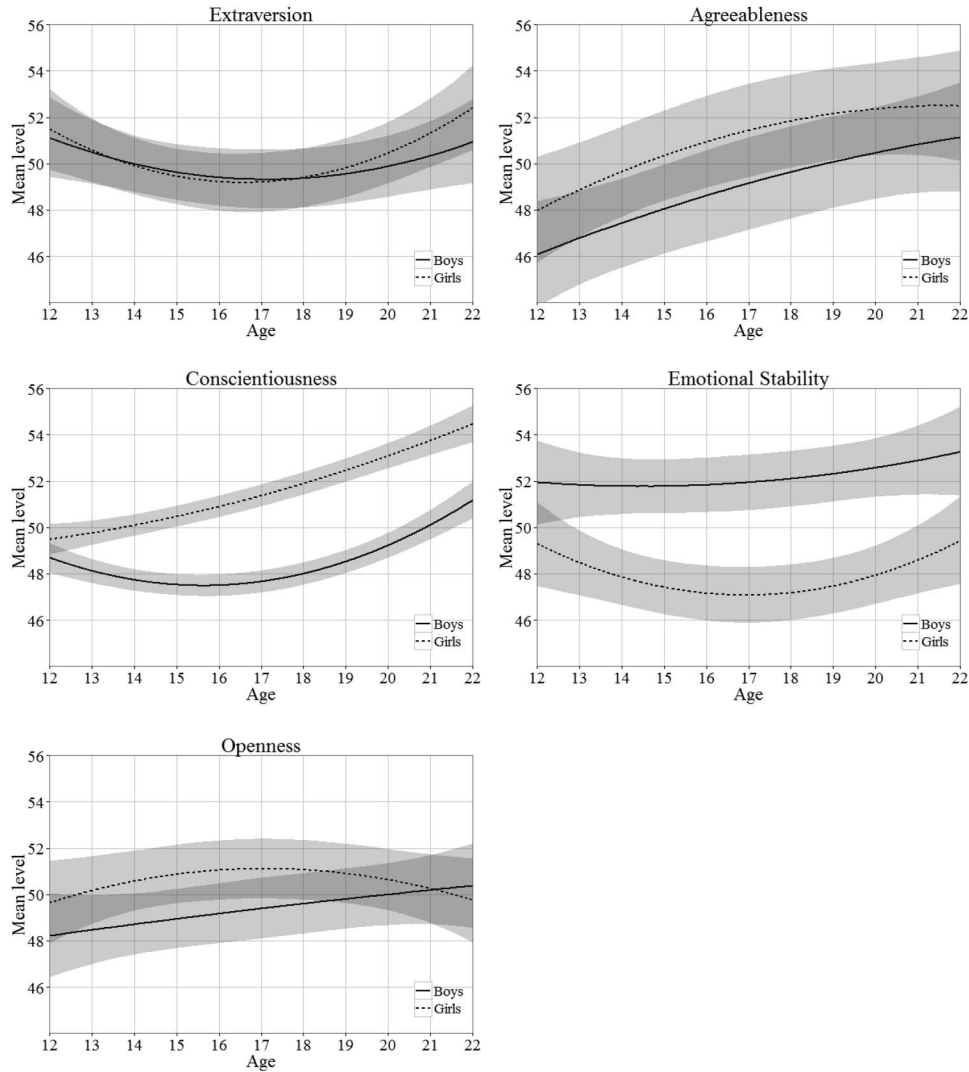 Extraversion
56
54
52
50
48
46
Mean level
Boys
Girls
12 13 14 15 16 17 18 19 20 21 22
Age
Agreeableness
56
54
52
50
48
46
Mean level
Boys
Girls
12 13 14 15 16 17 18 19 20 21 22
Age
Conscientiousness
56
54
52
50
48
46
Mean level
Boys
Girls
12 13 14 15 16 17 18 19 20 21 22
Age
Emotional Stability
56
54
52
50
48
46
Mean level
Boys
Girls
12 13 14 15 16 17 18 19 20 21 22
Age
Openness
56
54
52
50
48
46
Mean level
Boys
Girls
12 13 14 15 16 17 18 19 20 21 22
Age